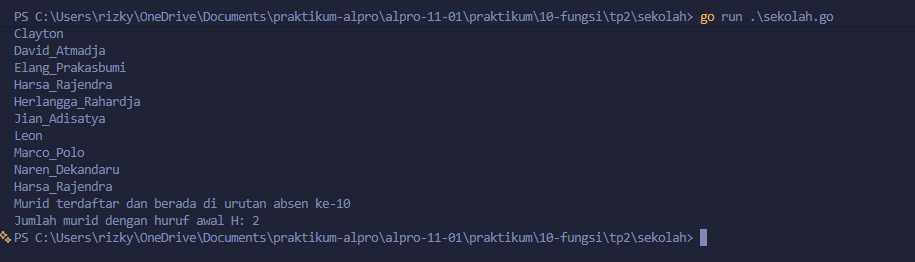 PS C:\Users\rizky\OneDrive\Documents\praktikum-alpro\alpro-11-01\praktikum\10-fungsi\tp2\sekolah> go run .\sekolah.go
Clayton
David_Atmadja
Elang_Prakasbumi
Harsa_Rajendra
Herlangga_Rahardja
Jian_Adisatya
Leon
Marco_Polo
Naren_Dekandaru
Harsa_Rajendra
Murid terdaftar dan berada di urutan absen ke-10
Jumlah murid dengan huruf awal H: 2
PS C:\Users\rizky\OneDrive\Documents\praktikum-alpro\alpro-11-01\praktikum\10-fungsi\tp2\sekolah>